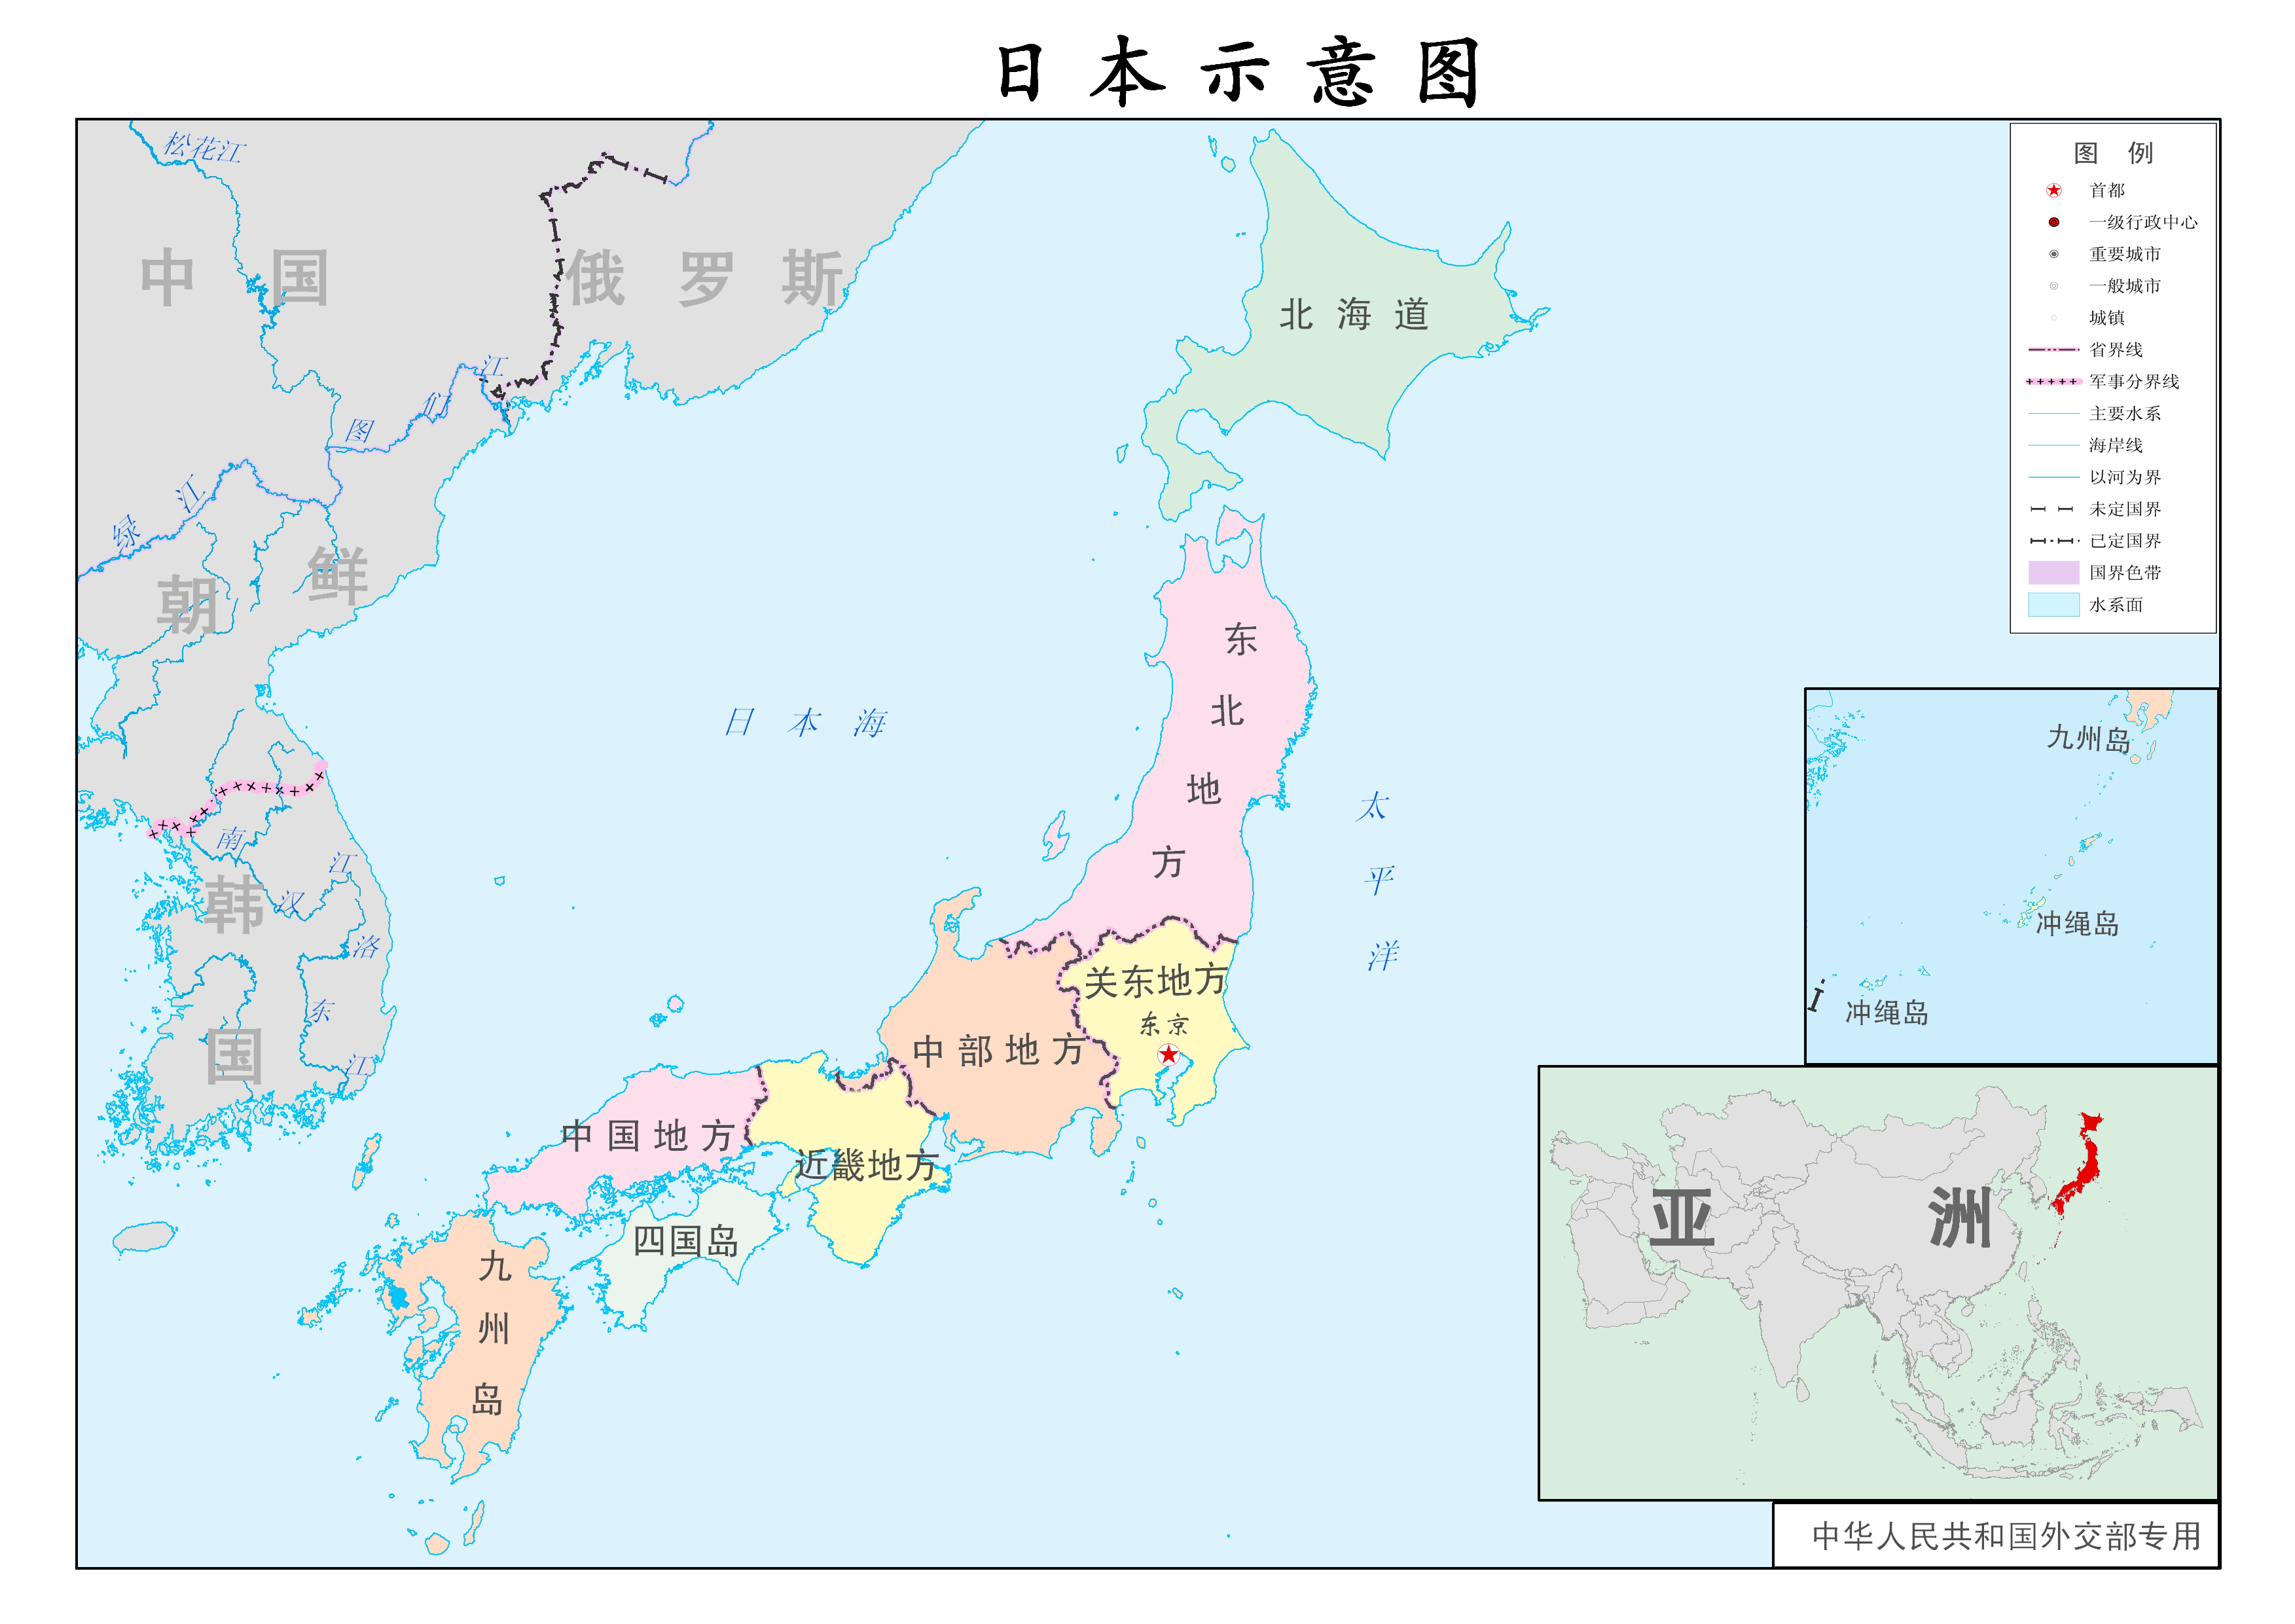 日本示意图
松花江
中国
俄罗斯
图们江
绿江
朝鲜
南
汉
江
韩国
洛
东
江
日本海
太平洋
北海道
东北地方
关东地方
东京
中部地方
中国地方
近畿地方
四国岛
九州岛
图例
首都
一级行政中心
重要城市
一般城市
城镇
省界线
军事分界线
主要水系
海岸线
以河为界
未定国界
已定国界
国界色带
水系面
九州岛
冲绳岛
冲绳岛
亚洲
中华人民共和国外交部专用